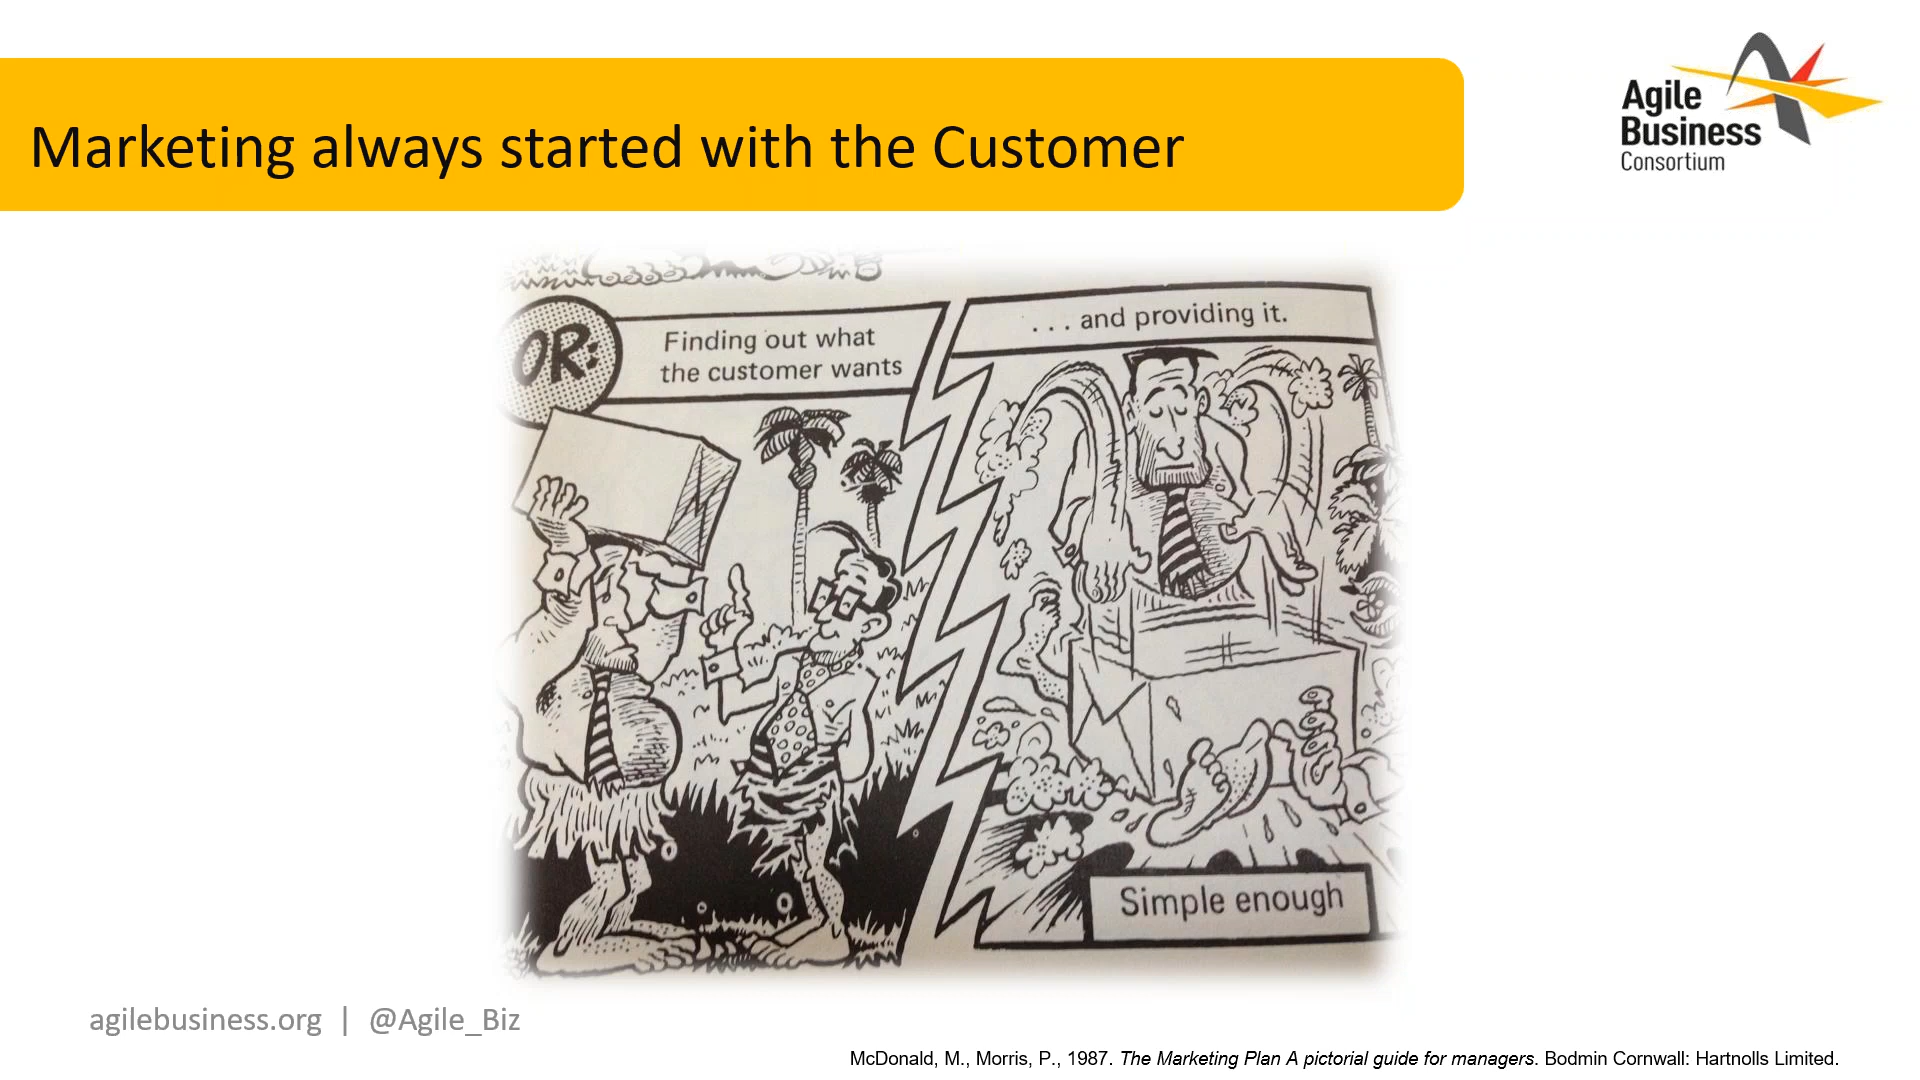 Marketing always started with the Customer
Agile
Business
Consortium
OR:
Finding out what
the customer wants
. . . and providing it.
Simple enough
agilebusiness.org | @Agile_Biz
McDonald, M., Morris, P., 1987. The Marketing Plan A pictorial guide for managers. Bodmin Cornwall: Hartnolls Limited.